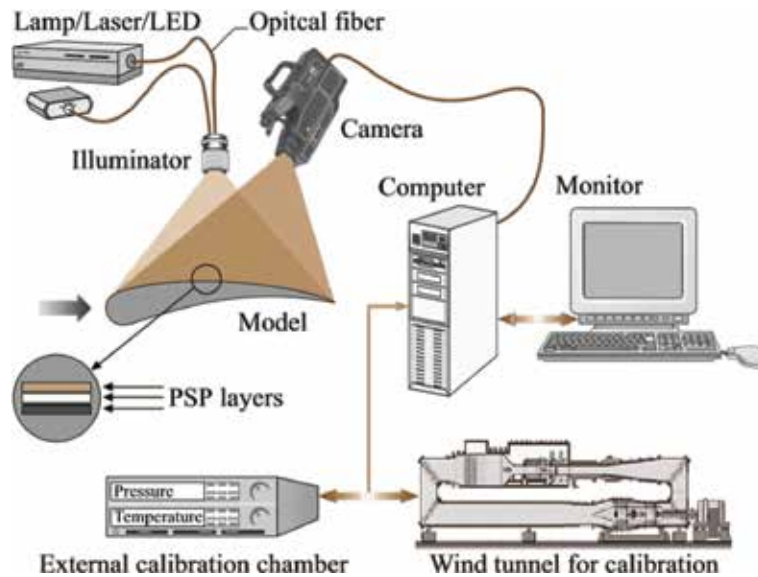 Lamp/Laser/LED
Opitcal fiber
Camera
Illuminator
Computer
Monitor
Model
PSP layers
Pressure
Temperature
External calibration chamber
Wind tunnel for calibration